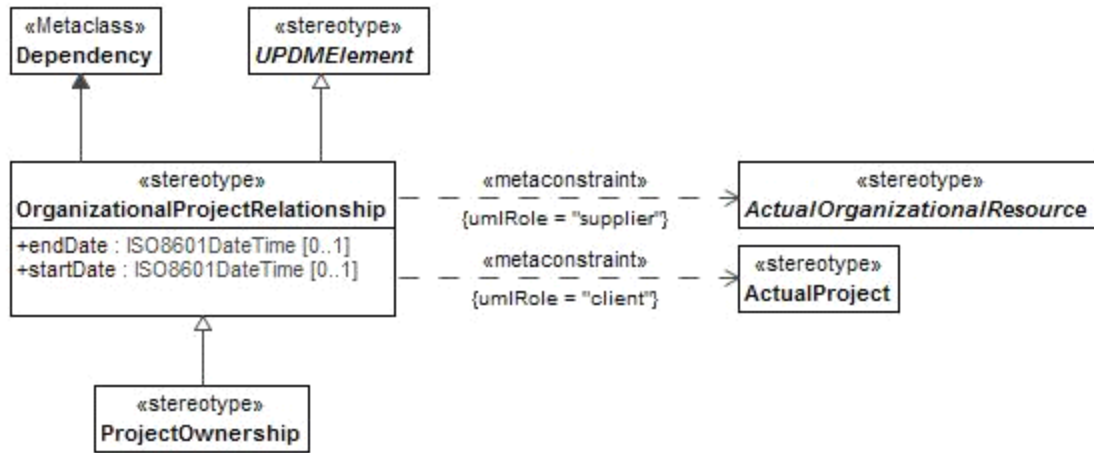 «Metaclass»
Dependency
«stereotype»
UPDMElement
«stereotype»
OrganizationalProjectRelationship
+endDate : ISO8601DateTime [0..1]
+startDate : ISO8601DateTime [0..1]
«metaconstraint»
{umlRole = "supplier"}
«stereotype»
ActualOrganizationalResource
«metaconstraint»
{umlRole = "client"}
«stereotype»
ActualProject
«stereotype»
ProjectOwnership